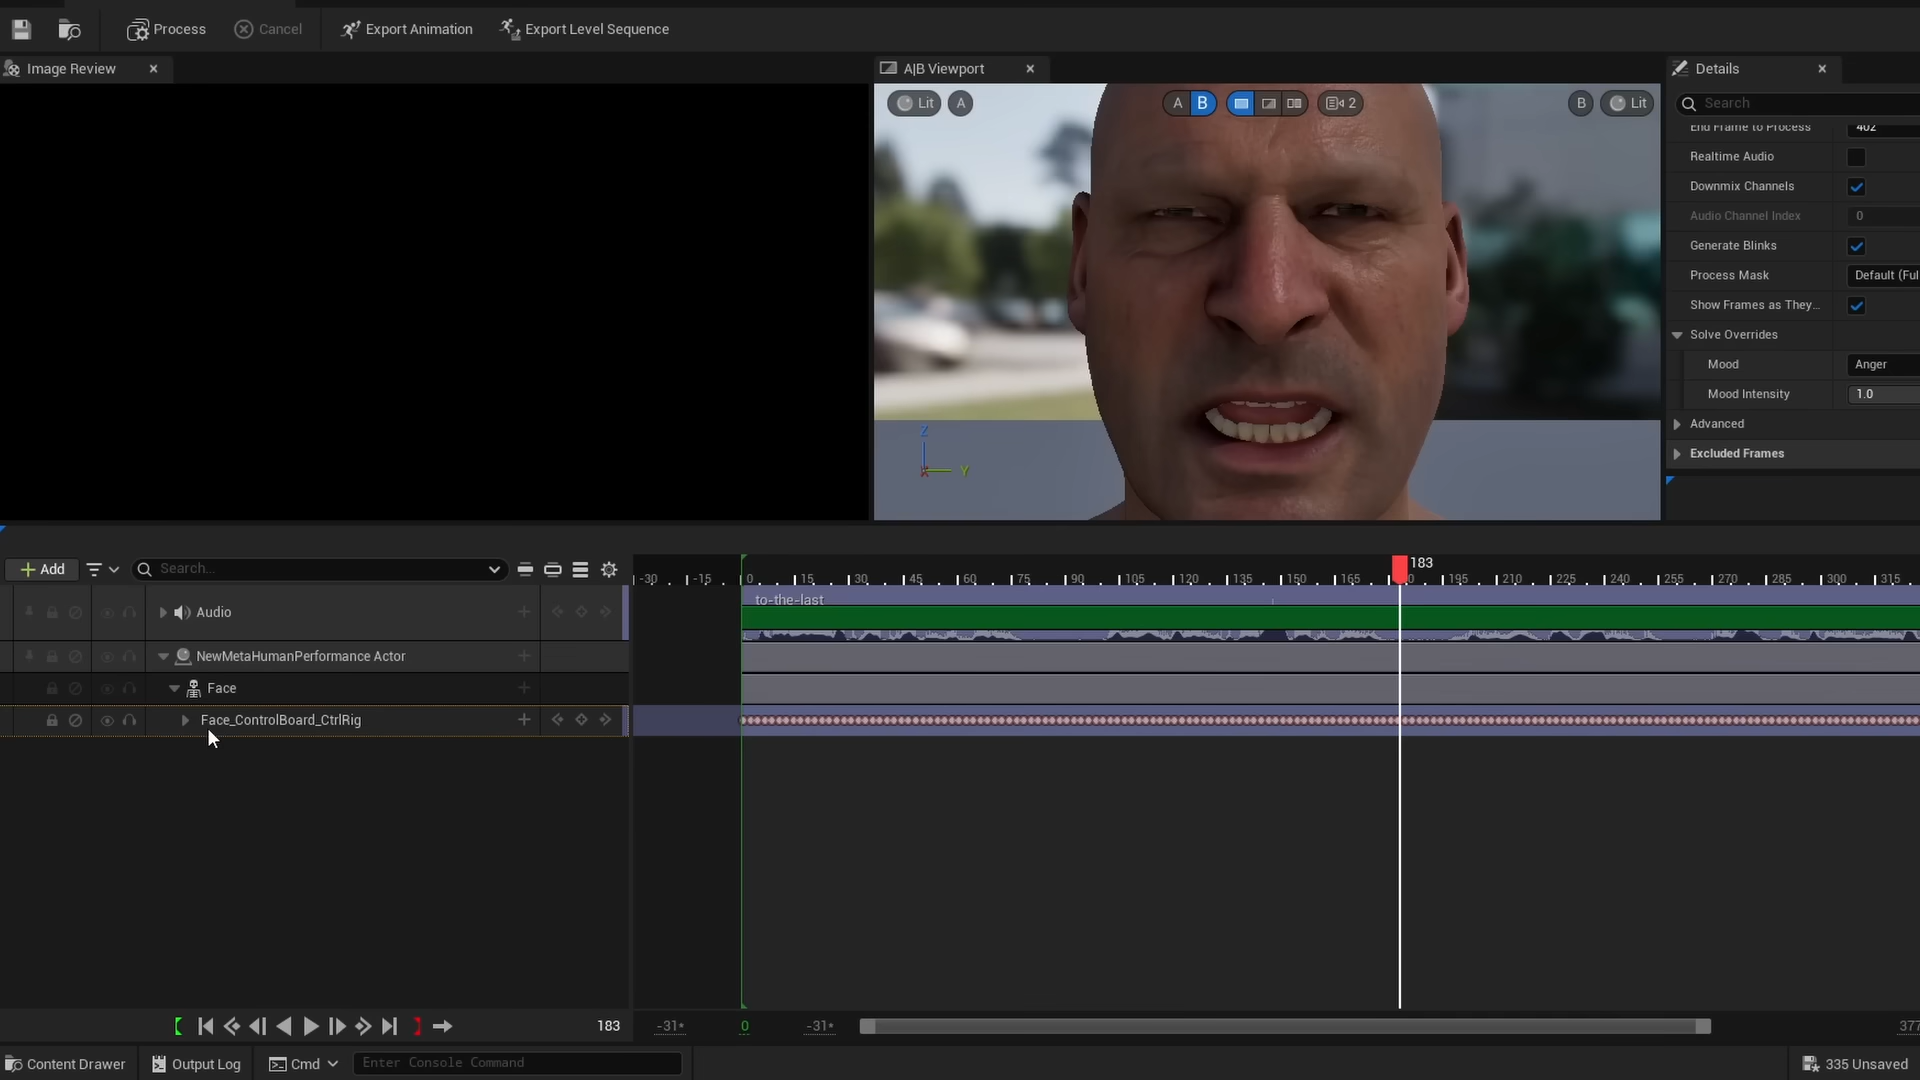 Process
Cancel
Export Animation
Export Level Sequence
Image Review
A|B Viewport
Details
Lit
A
A B
2
B
Lit
Search
End Frame to Process
402
Realtime Audio
Downmix Channels
Audio Channel Index
0
Generate Blinks
Process Mask
Default (Ful
Show Frames as They...
Solve Overrides
Mood
Anger
Mood Intensity
1.0
Advanced
Excluded Frames
Z
Y
Add
Search...
183
-30 -15 0 15 30 45 60 75 90 105 120 135 150 165 195 210 225 240 270 285 300 315
to-the-last
Audio
NewMetaHumanPerformance Actor
Face
Face_ControlBoard_CtrlRig
183
-31*
0
-31*
377
Content Drawer
Output Log
Cmd
Enter Console Command
335 Unsaved